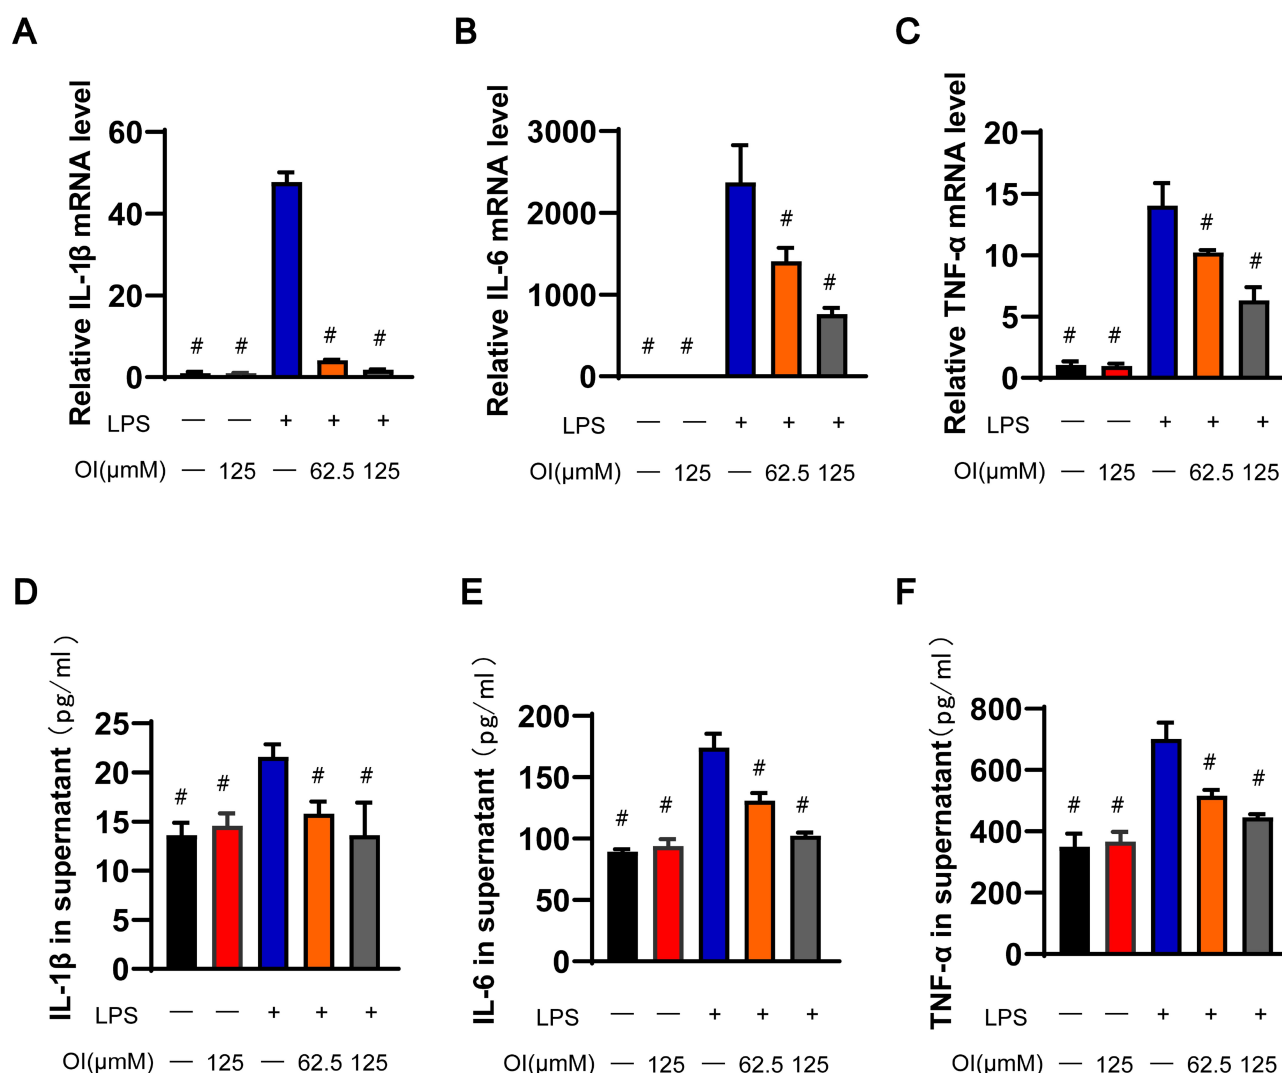 A
Relative IL-1β mRNA level
60
40
20
0
# # # # #
LPS — — + + +
OI(μmM) — 125 — 62.5 125
B
Relative IL-6 mRNA level
3000
2000
1000
0
# # # #
LPS — — + + +
OI(μmM) — 125 — 62.5 125
C
Relative TNF-α mRNA level
20
15
10
5
0
# # # #
LPS — — + + +
OI(μmM) — 125 — 62.5 125
D
IL-1β in supernatant (pg/ml)
25
20
15
10
5
0
# # # #
LPS — — + + +
OI(μmM) — 125 — 62.5 125
E
IL-6 in supernatant (pg/ml)
200
150
100
50
0
# # # #
LPS — — + + +
OI(μmM) — 125 — 62.5 125
F
TNF-α in supernatant(pg/ml)
800
600
400
200
0
# # # #
LPS — — + + +
OI(μmM) — 125 — 62.5 125